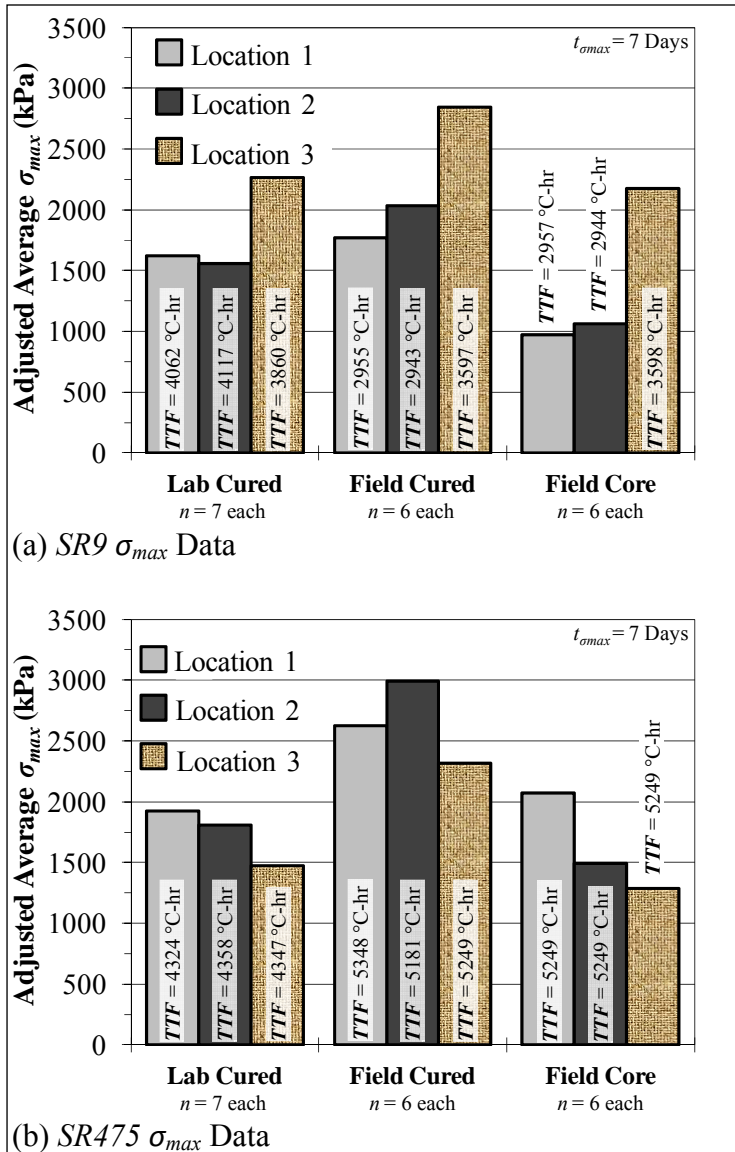 3500
3000
2500
2000
1500
1000
500
0
Adjusted Average σmax (kPa)
Location 1
Location 2
Location 3
tσmax = 7 Days
TTF = 4062 °C-hr
TTF = 4117 °C-hr
TTF = 3860 °C-hr
TTF = 2955 °C-hr
TTF = 2943 °C-hr
TTF = 3597 °C-hr
TTF = 2957 °C-hr
TTF = 2944 °C-hr
TTF = 3598 °C-hr
Lab Cured
n = 7 each
Field Cured
n = 6 each
Field Core
n = 6 each
(a) SR9 σmax Data
3500
3000
2500
2000
1500
1000
500
0
Adjusted Average σmax (kPa)
Location 1
Location 2
Location 3
tσmax = 7 Days
TTF = 4324 °C-hr
TTF = 4358 °C-hr
TTF = 4347 °C-hr
TTF = 5348 °C-hr
TTF = 5181 °C-hr
TTF = 5249 °C-hr
TTF = 5249 °C-hr
TTF = 5249 °C-hr
TTF = 5249 °C-hr
Lab Cured
n = 7 each
Field Cured
n = 6 each
Field Core
n = 6 each
(b) SR475 σmax Data